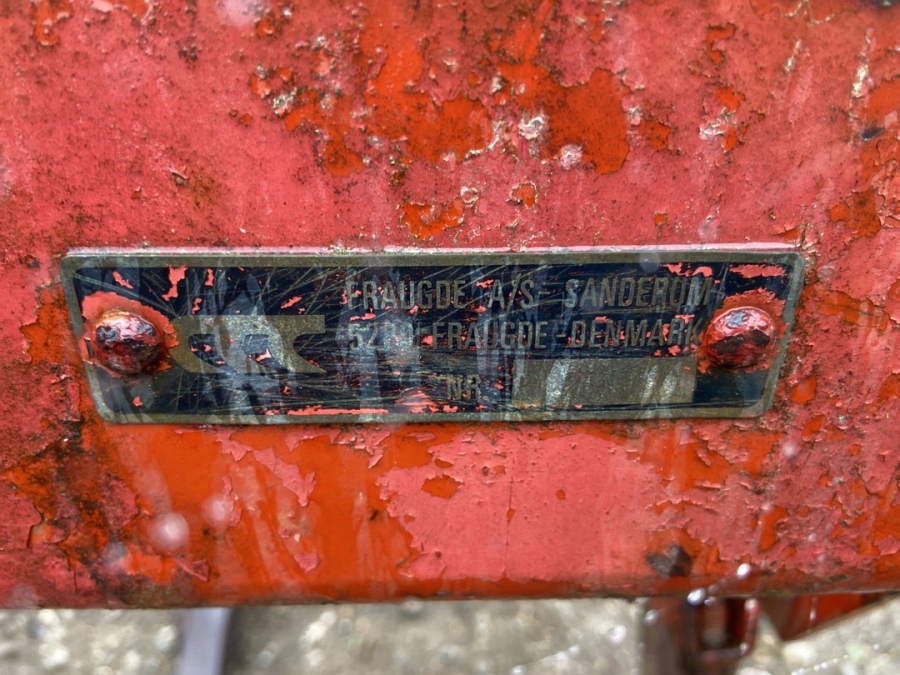 FRAUGDE A/S - SANDERUM
FRAUGDE - DENMARK
NR